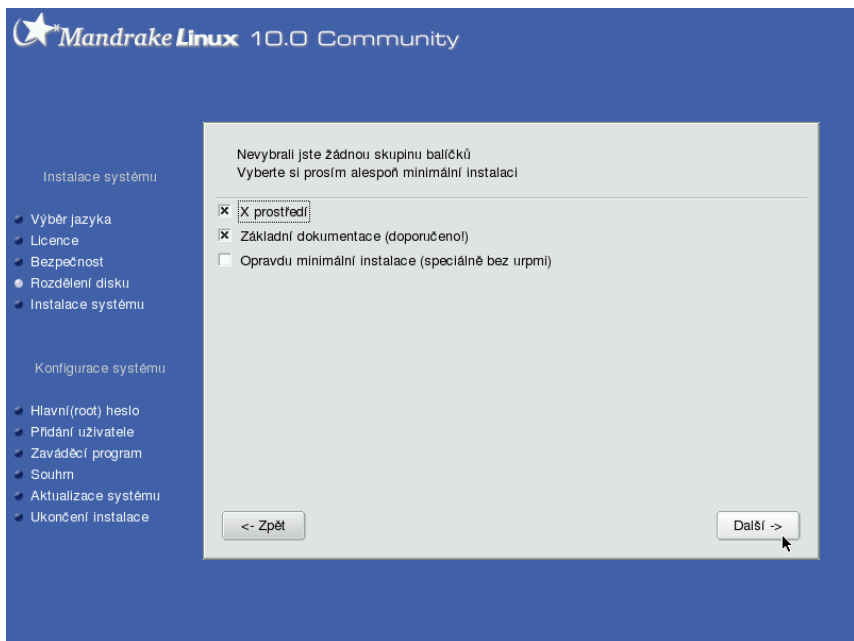 Mandrake Linux 10.0 Community
Instalace systému
Výběr jazyka
Licence
Bezpečnost
Rozdělení disku
Instalace systému
Konfigurace systému
Hlavní(root) heslo
Přidání uživatele
Zaváděcí program
Souhrn
Aktualizace systému
Ukončení instalace
Nevybrali jste žádnou skupinu balíčků
Vyberte si prosím alespoň minimální instalaci
X prostředí
Základní dokumentace (doporučeno!)
Opravdu minimální instalace (speciálně bez urpmi)
<- Zpět
Další ->